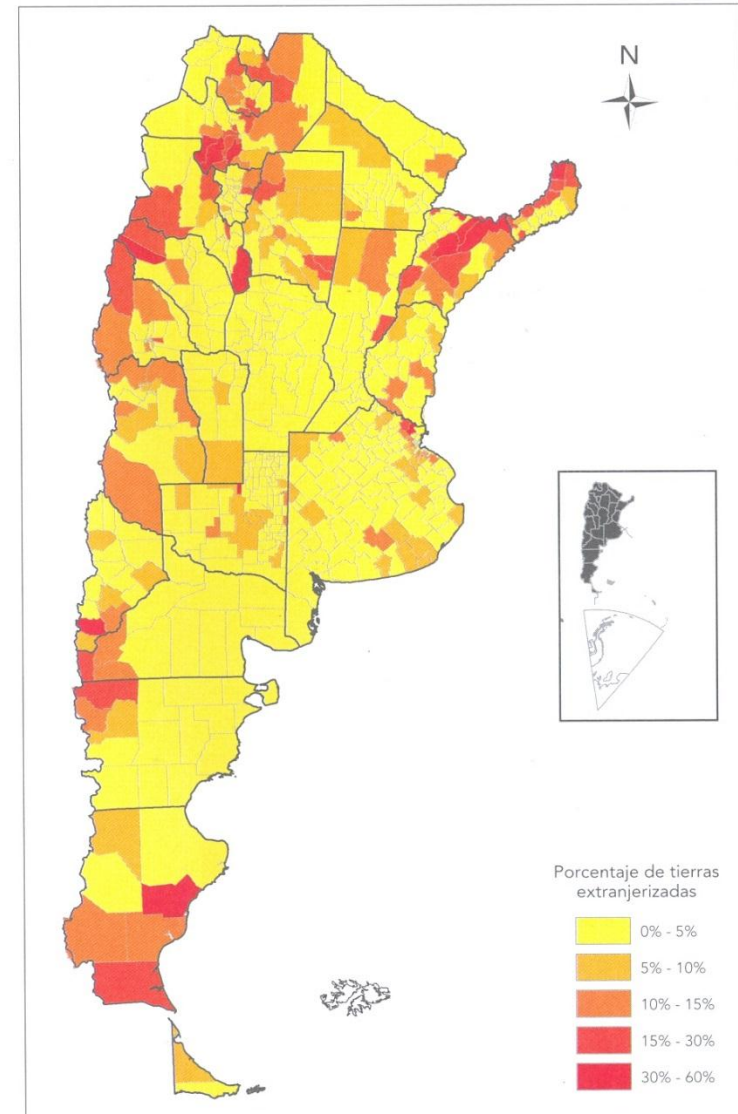 N
Porcentaje de tierras
extranjerizadas
0% - 5%
5% - 10%
10% - 15%
15% - 30%
30% - 60%